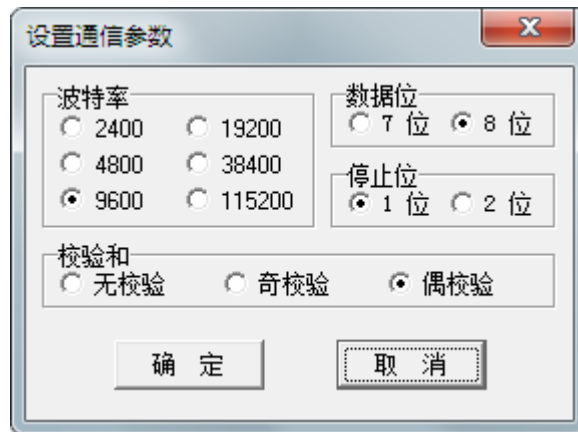 设置通信参数
波特率
2400 19200
4800 38400
9600 115200
数据位
7 位 8 位
停止位
1 位 2 位
校验和
无校验 奇校验 偶校验
确 定 取 消